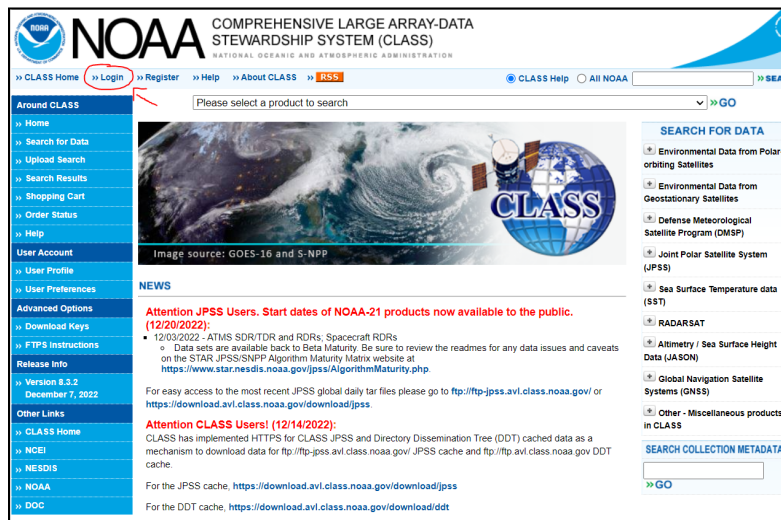 NOAA
NOAA
COMPREHENSIVE LARGE ARRAY-DATA
STEWARDSHIP SYSTEM (CLASS)
NATIONAL OCEANIC AND ATMOSPHERIC ADMINISTRATION
›› CLASS Home ›› Login ›› Register ›› Help ›› About CLASS ›› RSS CLASS Help All NOAA ›› SEA
Please select a product to search ›› GO
Around CLASS
›› Home
›› Search for Data
›› Upload Search
›› Search Results
›› Shopping Cart
›› Order Status
›› Help
User Account
›› User Profile
›› User Preferences
Advanced Options
›› Download Keys
›› FTPS Instructions
Release Info
›› Version 8.3.2
December 7, 2022
Other Links
›› CLASS Home
›› NCEI
›› NESDIS
›› NOAA
›› DOC
CLASS
Image source: GOES-16 and S-NPP
NEWS
Attention JPSS Users. Start dates of NOAA-21 products now available to the public.
(12/20/2022):
12/03/2022 - ATMS SDR/TDR and RDRs; Spacecraft RDRs
Data sets are available back to Beta Maturity. Be sure to review the readmes for any data issues and caveats
on the STAR JPSS/SNPP Algorithm Maturity Matrix website at
https://www.star.nesdis.noaa.gov/jpss/AlgorithmMaturity.php.
For easy access to the most recent JPSS global daily tar files please go to ftp://ftp-jpss.avl.class.noaa.gov/ or
https://download.avl.class.noaa.gov/download/jpss.
Attention CLASS Users! (12/14/2022):
CLASS has implemented HTTPS for CLASS JPSS and Directory Dissemination Tree (DDT) cached data as a
mechanism to download data for ftp://ftp-jpss.avl.class.noaa.gov/ JPSS cache and ftp://ftp.avl.class.noaa.gov DDT
cache.
For the JPSS cache, https://download.avl.class.noaa.gov/download/jpss
For the DDT cache, https://download.avl.class.noaa.gov/download/ddt
SEARCH FOR DATA
Environmental Data from Polar-
orbiting Satellites
Environmental Data from
Geostationary Satellites
Defense Meteorological
Satellite Program (DMSP)
Joint Polar Satellite System
(JPSS)
Sea Surface Temperature data
(SST)
RADARSAT
Altimetry / Sea Surface Height
Data (JASON)
Global Navigation Satellite
Systems (GNSS)
Other - Miscellaneous products
in CLASS
SEARCH COLLECTION METADATA
›› GO